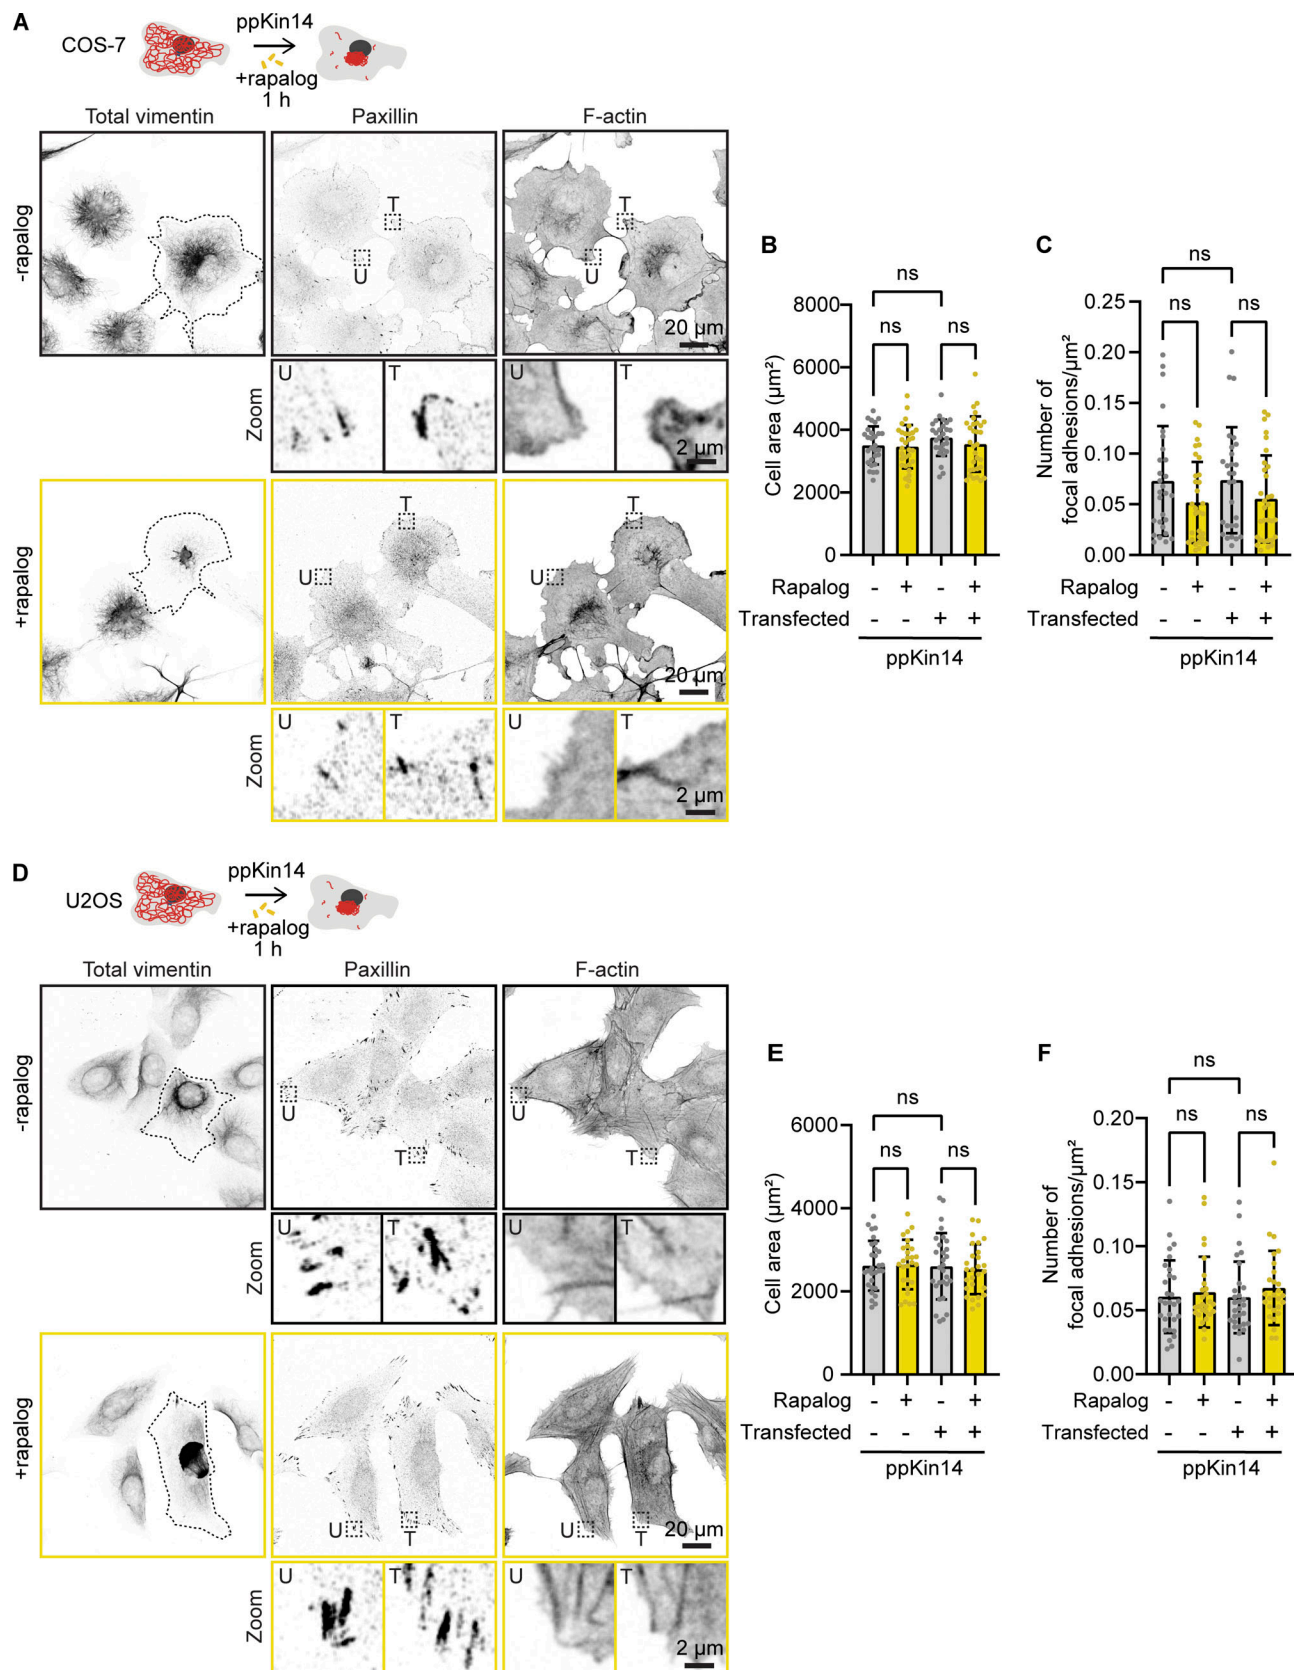 A
COS-7
ppKin14
+rapalog
1 h
Total vimentin
Paxillin
F-actin
-rapalog
T
U
T
U
20 µm
Zoom
U
T
U
T
2 µm
+rapalog
T
U
T
U
20 µm
Zoom
U
T
U
T
2 µm
B
ns
ns
ns
Cell area (µm²)
8000
6000
4000
2000
0
Rapalog - + - +
Transfected - - + +
ppKin14
C
ns
ns
ns
Number of
focal adhesions/µm²
0.25
0.20
0.15
0.10
0.05
0.00
Rapalog - + - +
Transfected - - + +
ppKin14
D
U2OS
ppKin14
+rapalog
1 h
Total vimentin
Paxillin
F-actin
-rapalog
U
T
U
T
Zoom
U
T
U
T
+rapalog
U
T
U
T
20 µm
Zoom
U
T
U
T
2 µm
E
ns
ns
ns
Cell area (µm²)
6000
4000
2000
0
Rapalog - + - +
Transfected - - + +
ppKin14
F
ns
ns
ns
Number of
focal adhesions/µm²
0.20
0.15
0.10
0.05
0.00
Rapalog - + - +
Transfected - - + +
ppKin14